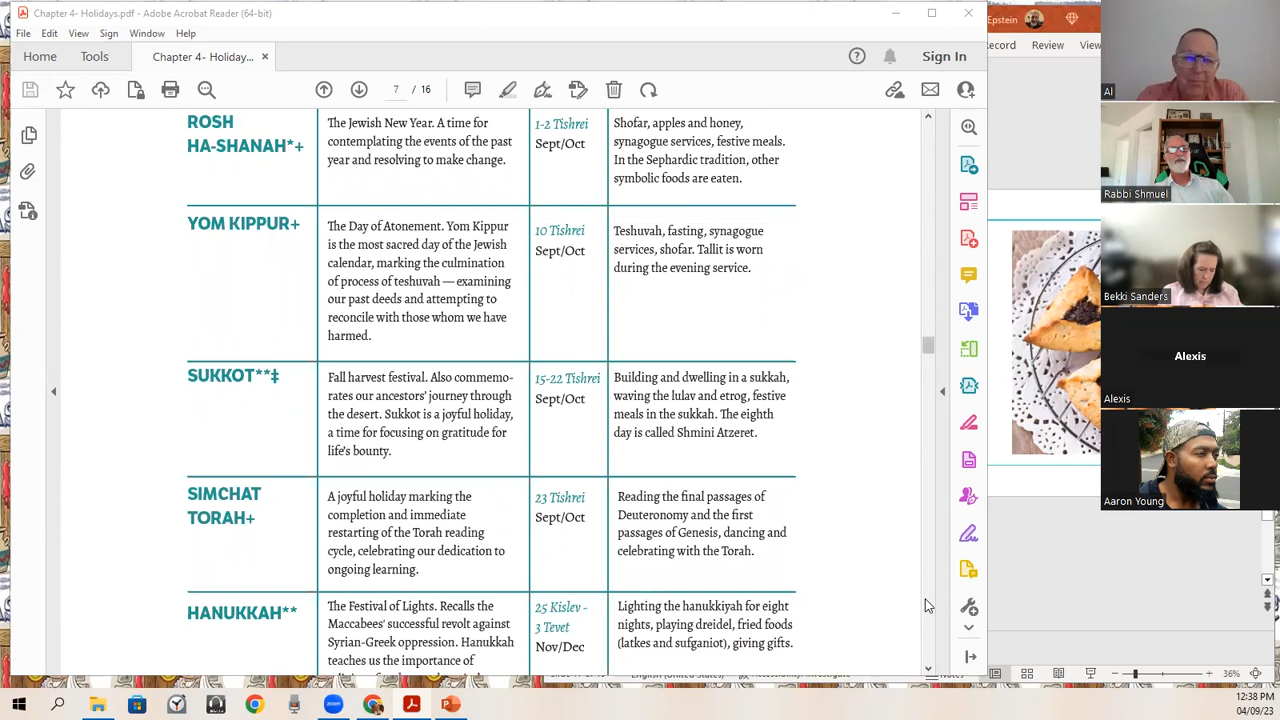 Chapter 4- Holidays.pdf - Adobe Acrobat Reader (64-bit)
File Edit View Sign Window Help
Home Tools Chapter 4- Holiday... × Sign In
7 / 16
ROSH
HA-SHANAH*+
The Jewish New Year. A time for
contemplating the events of the past
year and resolving to make change.
1-2 Tishrei
Sept/Oct
Shofar, apples and honey,
synagogue services, festive meals.
In the Sephardic tradition, other
symbolic foods are eaten.
YOM KIPPUR+
The Day of Atonement. Yom Kippur
is the most sacred day of the Jewish
calendar, marking the culmination
of process of teshuvah — examining
our past deeds and attempting to
reconcile with those whom we have
harmed.
10 Tishrei
Sept/Oct
Teshuvah, fasting, synagogue
services, shofar. Tallit is worn
during the evening service.
SUKKOT**‡
Fall harvest festival. Also commemo-
rates our ancestors' journey through
the desert. Sukkot is a joyful holiday,
a time for focusing on gratitude for
life's bounty.
15-22 Tishrei
Sept/Oct
Building and dwelling in a sukkah,
waving the lulav and etrog, festive
meals in the sukkah. The eighth
day is called Shmini Atzeret.
SIMCHAT
TORAH+
A joyful holiday marking the
completion and immediate
restarting of the Torah reading
cycle, celebrating our dedication to
ongoing learning.
23 Tishrei
Sept/Oct
Reading the final passages of
Deuteronomy and the first
passages of Genesis, dancing and
celebrating with the Torah.
HANUKKAH**
The Festival of Lights. Recalls the
Maccabees' successful revolt against
Syrian-Greek oppression. Hanukkah
teaches us the importance of
25 Kislev -
3 Tevet
Nov/Dec
Lighting the hanukkiyah for eight
nights, playing dreidel, fried foods
(latkes and sufganiot), giving gifts.
Epstein
ecord Review View
Al
Rabbi Shmuel
Bekki Sanders
Alexis
Alexis
Aaron Young
English (United States)
36%
12:38 PM
04/09/23